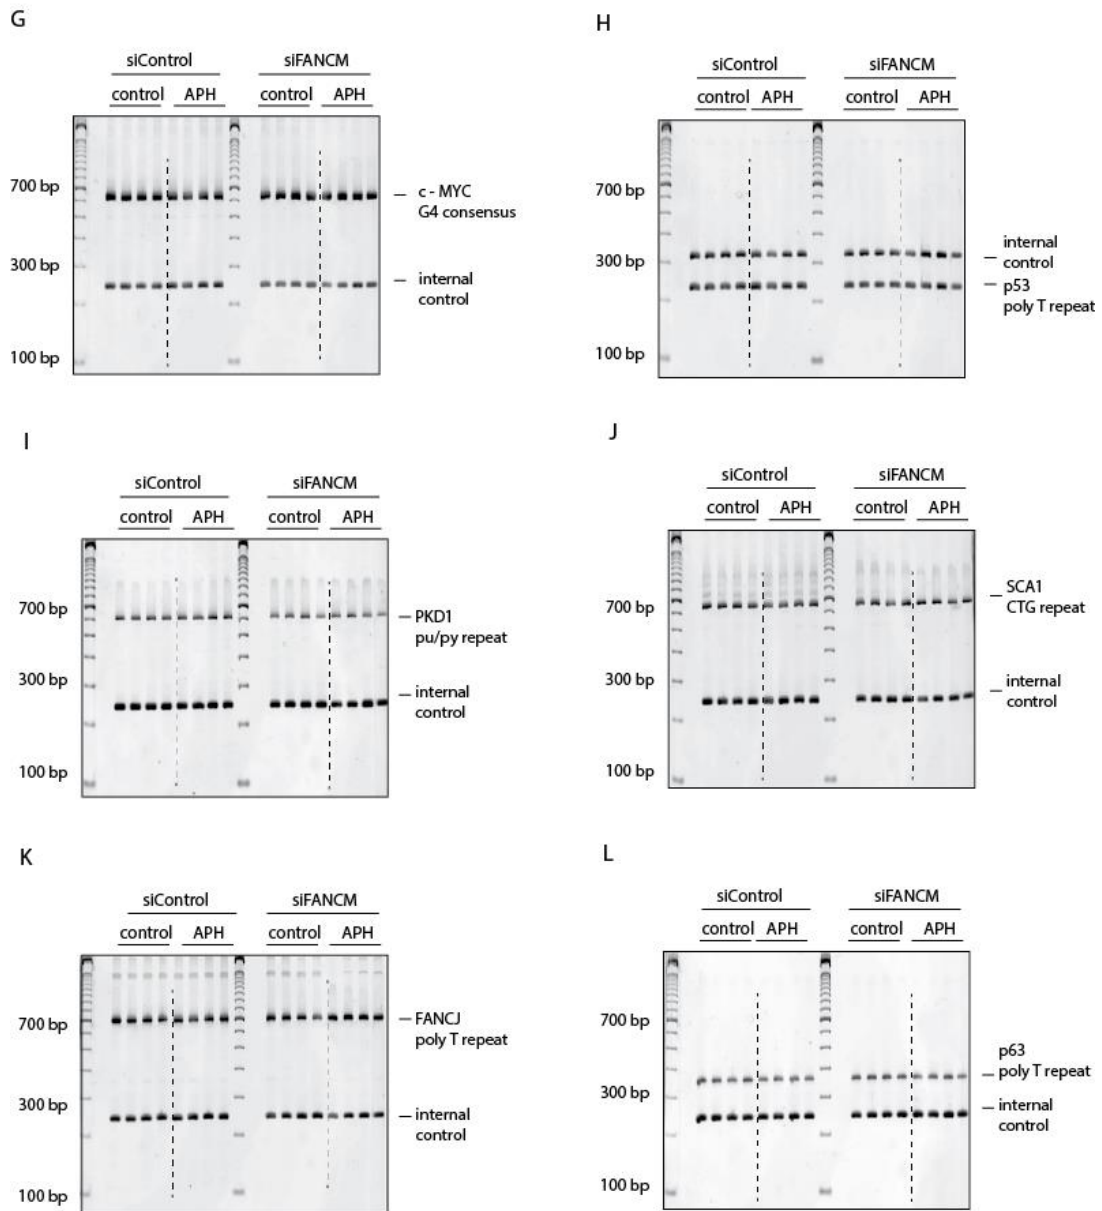 G
siControl siFANCM
control APH control APH
700 bp
c - MYC
G4 consensus
300 bp
internal
control
100 bp
H
siControl siFANCM
control APH control APH
700 bp
internal
control
300 bp
p53
poly T repeat
100 bp
I
siControl siFANCM
control APH control APH
700 bp
PKD1
pu/py repeat
300 bp
internal
control
100 bp
J
siControl siFANCM
control APH control APH
SCA1
CTG repeat
700 bp
300 bp
internal
control
100 bp
K
siControl siFANCM
control APH control APH
700 bp
FANCJ
poly T repeat
300 bp
internal
control
100 bp
L
siControl siFANCM
control APH control APH
700 bp
p63
poly T repeat
300 bp
internal
control
100 bp